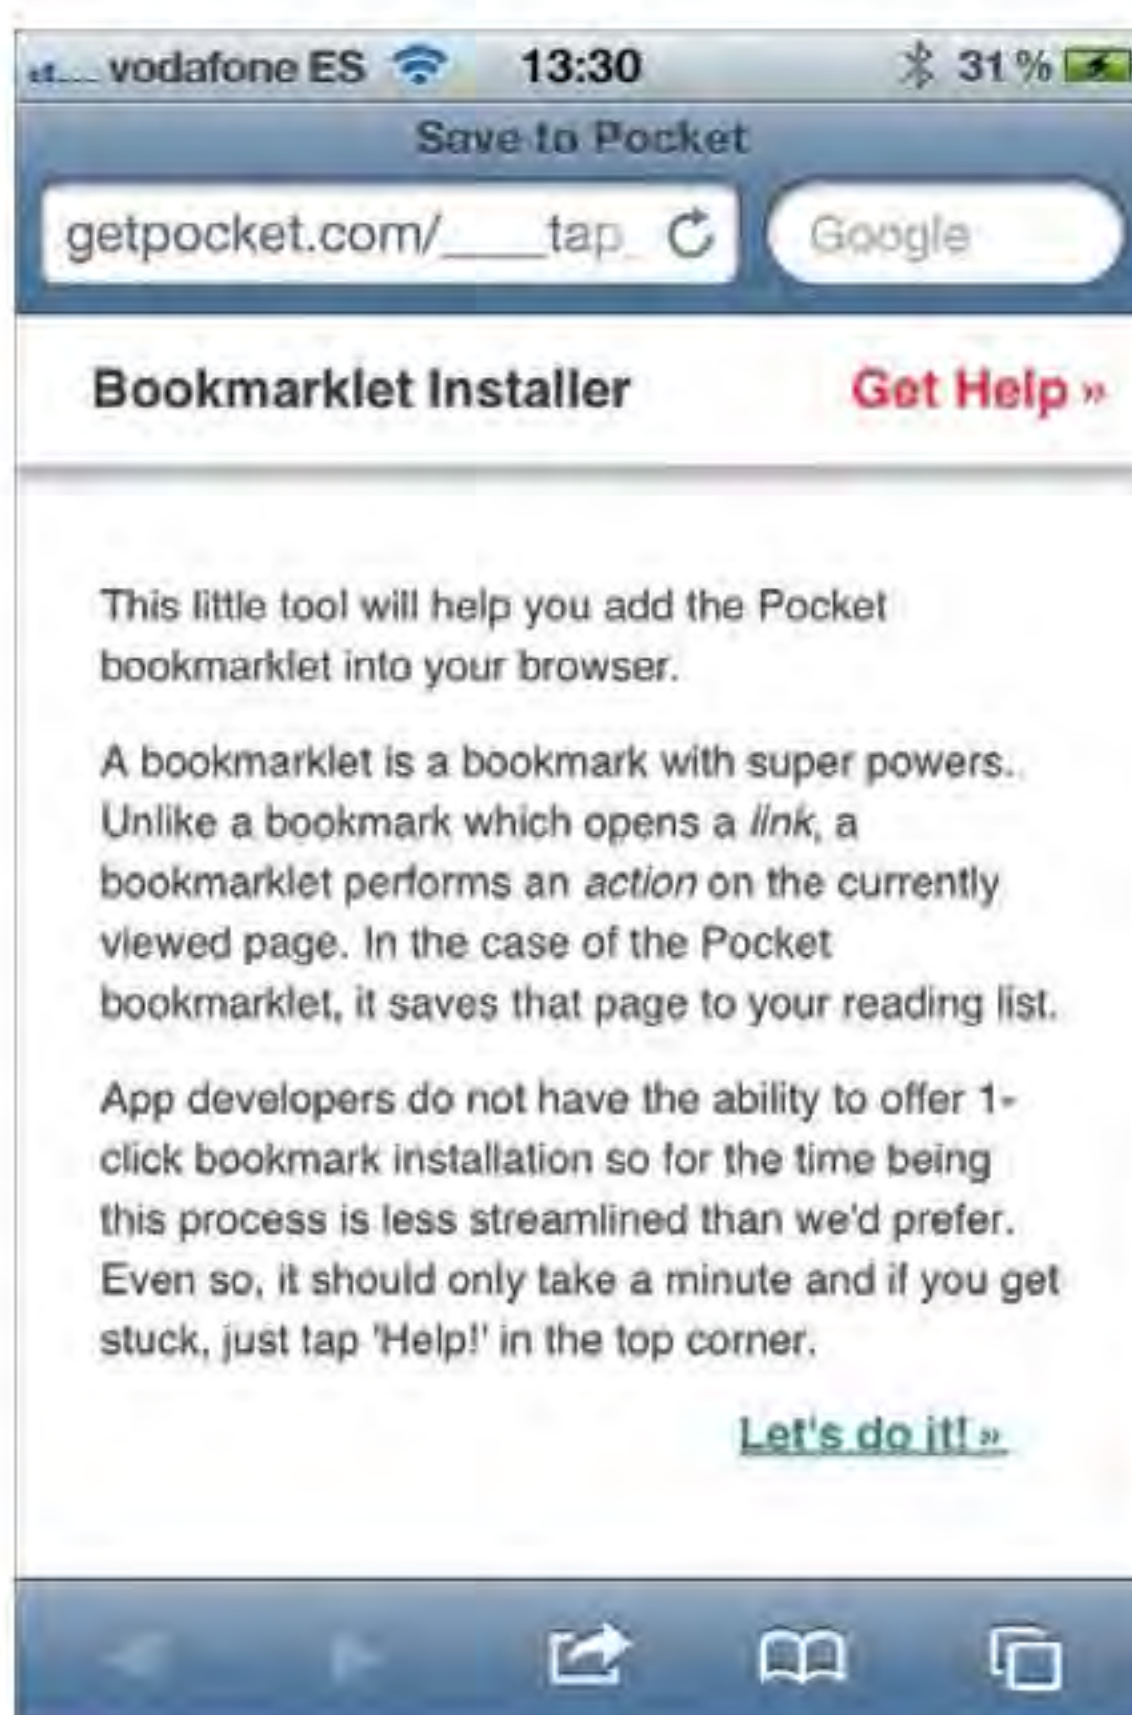 vodafone ES 13:30 31 %
Save to Pocket
getpocket.com/____tap_ Google
Bookmarklet Installer Get Help »
This little tool will help you add the Pocket
bookmarklet into your browser.
A bookmarklet is a bookmark with super powers.
Unlike a bookmark which opens a link, a
bookmarklet performs an action on the currently
viewed page. In the case of the Pocket
bookmarklet, it saves that page to your reading list.
App developers do not have the ability to offer 1-
click bookmark installation so for the time being
this process is less streamlined than we'd prefer.
Even so, it should only take a minute and if you get
stuck, just tap 'Help!' in the top corner.
Let's do it! »